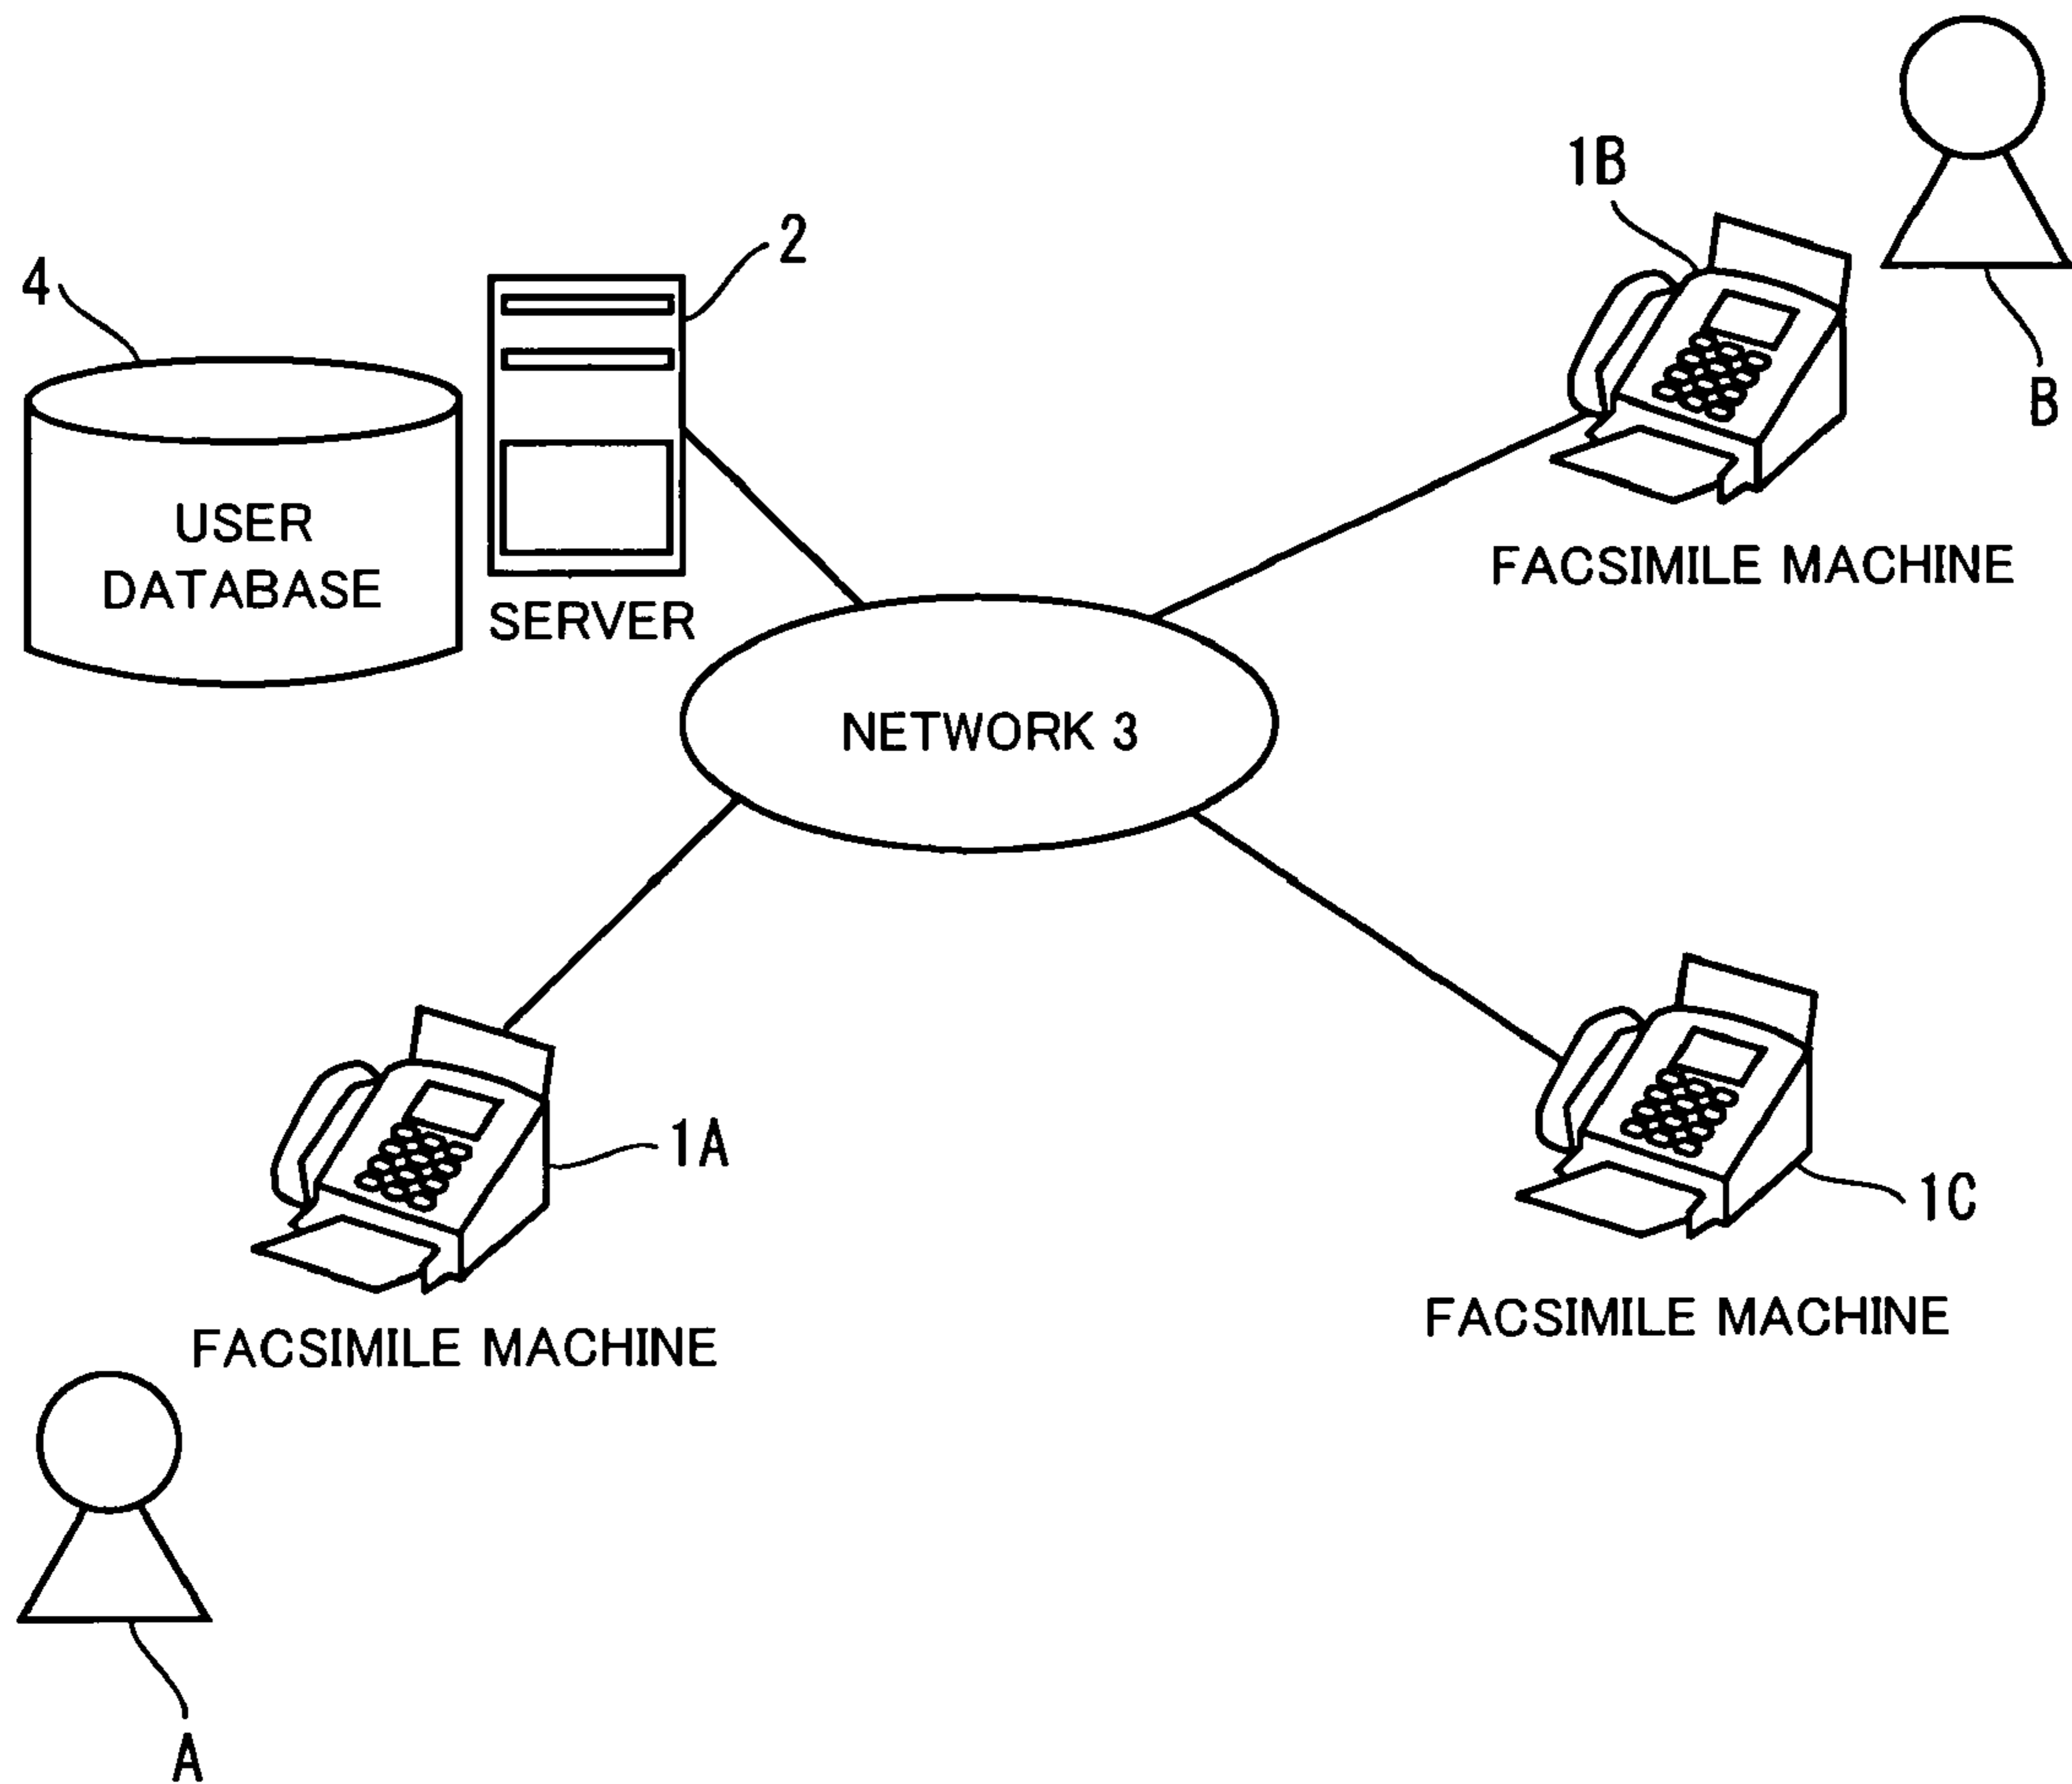 1B
2
4
B
USER
DATABASE
SERVER
FACSIMILE MACHINE
NETWORK 3
1A
1C
FACSIMILE MACHINE
FACSIMILE MACHINE
A